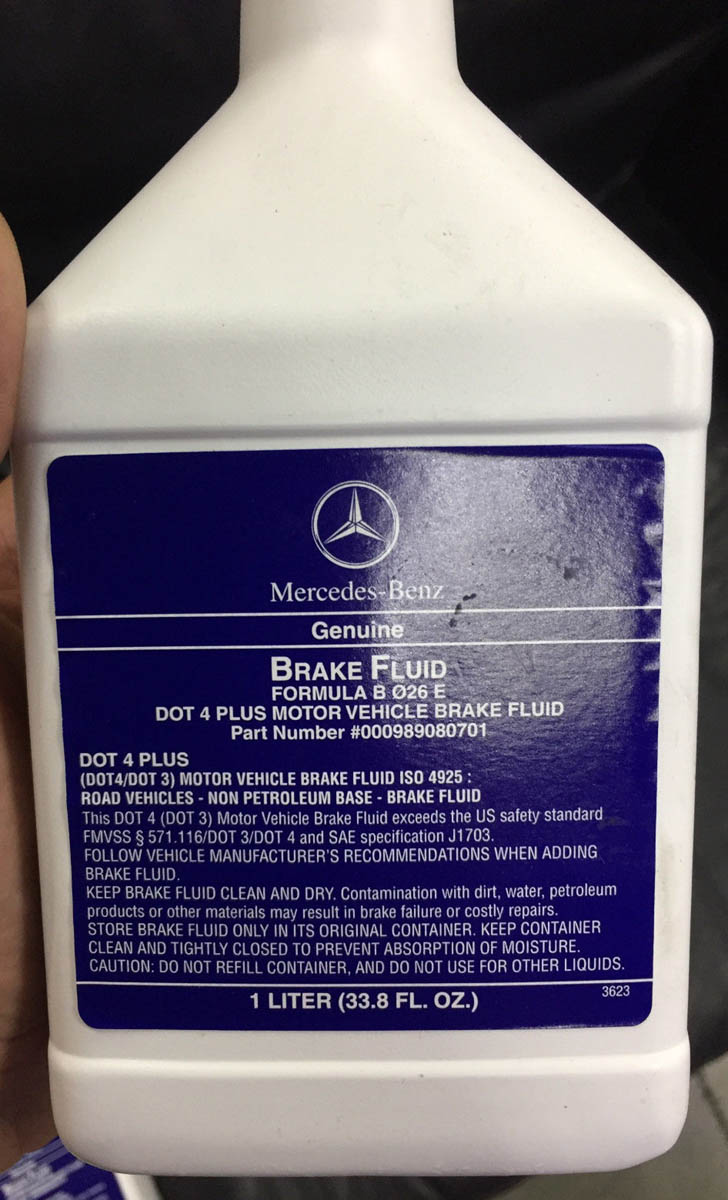 Mercedes-Benz
Genuine
BRAKE FLUID
FORMULA B Ø26 E
DOT 4 PLUS MOTOR VEHICLE BRAKE FLUID
Part Number #000989080701
DOT 4 PLUS
(DOT4/DOT 3) MOTOR VEHICLE BRAKE FLUID ISO 4925 :
ROAD VEHICLES - NON PETROLEUM BASE - BRAKE FLUID
This DOT 4 (DOT 3) Motor Vehicle Brake Fluid exceeds the US safety standard
FMVSS § 571.116/DOT 3/DOT 4 and SAE specification J1703.
FOLLOW VEHICLE MANUFACTURER'S RECOMMENDATIONS WHEN ADDING
BRAKE FLUID.
KEEP BRAKE FLUID CLEAN AND DRY. Contamination with dirt, water, petroleum
products or other materials may result in brake failure or costly repairs.
STORE BRAKE FLUID ONLY IN ITS ORIGINAL CONTAINER. KEEP CONTAINER
CLEAN AND TIGHTLY CLOSED TO PREVENT ABSORPTION OF MOISTURE.
CAUTION: DO NOT REFILL CONTAINER, AND DO NOT USE FOR OTHER LIQUIDS.
1 LITER (33.8 FL. OZ.)
3623